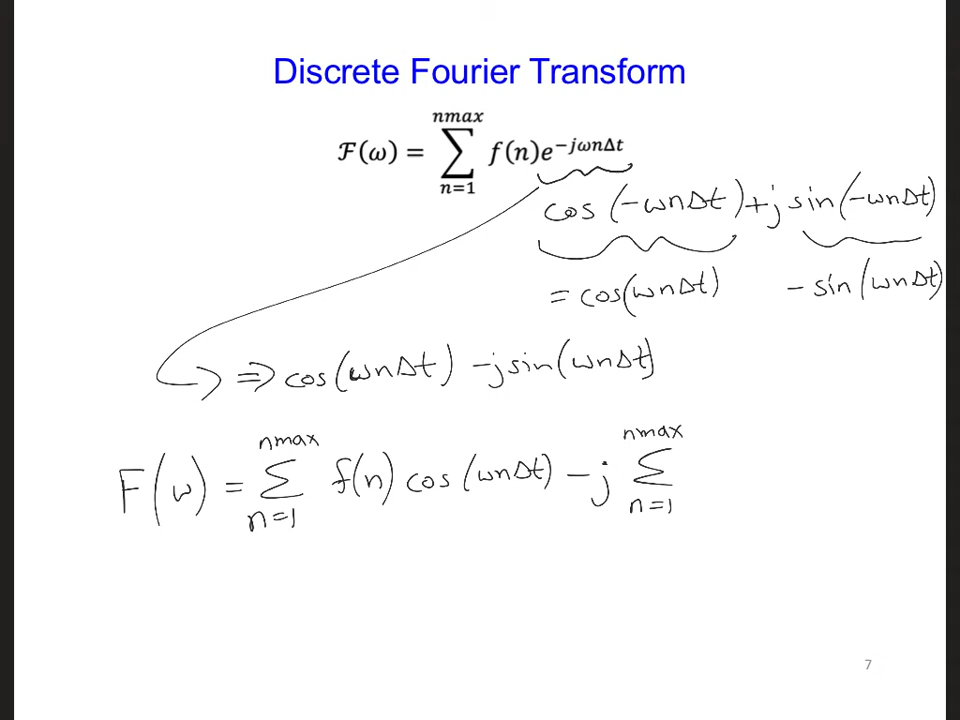 Discrete Fourier Transform
ℱ(ω) = ∑_{n=1}^{nmax} f(n)e^{−jωnΔt}
cos(−ωnΔt)+j sin(−ωnΔt)
= cos(ωnΔt) − sin(ωnΔt)
⇒ cos(ωnΔt) − j sin(ωnΔt)
F(ω) = ∑_{n=1}^{nmax} f(n) cos(ωnΔt) − j ∑_{n=1}^{nmax}
7